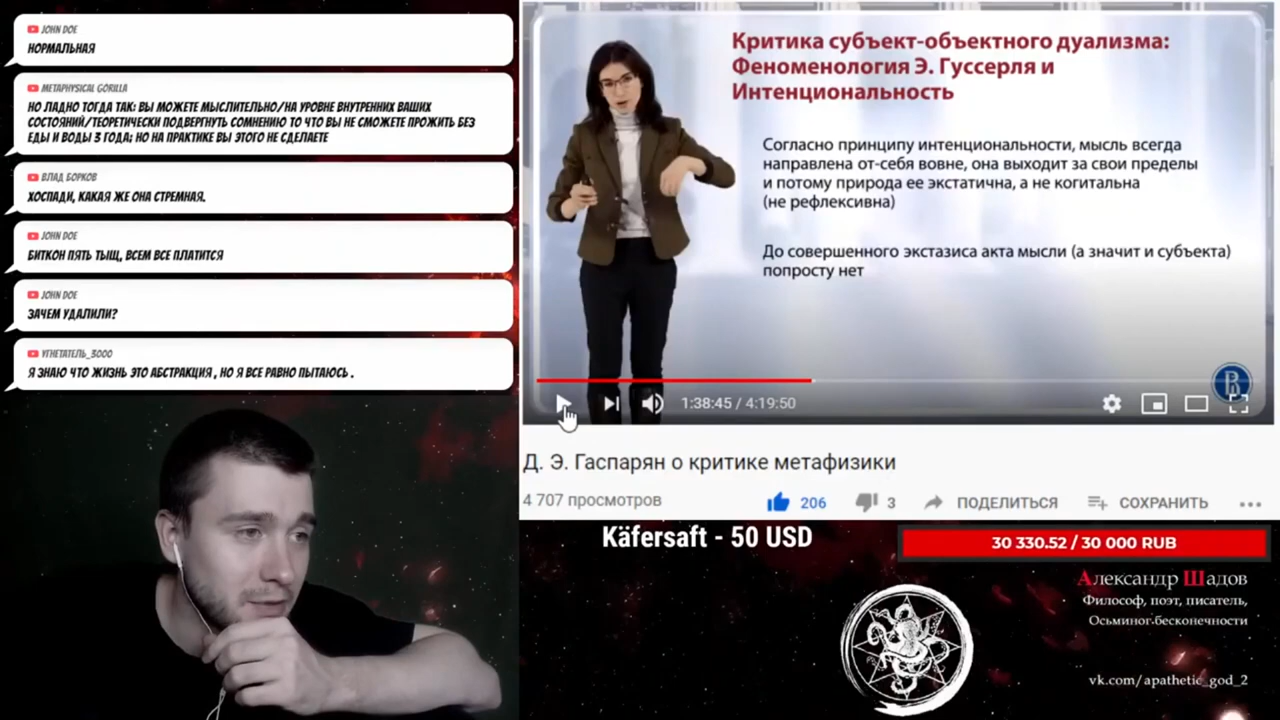 JOHN DOE
НОРМАЛЬНАЯ
METAPHYSICAL GORILLA
НО ЛАДНО ТОГДА ТАК: ВЫ МОЖЕТЕ МЫСЛИТЕЛЬНО/НА УРОВНЕ ВНУТРЕННИХ ВАШИХ
СОСТОЯНИЙ/ТЕОРЕТИЧЕСКИ ПОДВЕРГНУТЬ СОМНЕНИЮ ТО ЧТО ВЫ НЕ СМОЖЕТЕ ПРОЖИТЬ БЕЗ
ЕДЫ И ВОДЫ 3 ГОДА; НО НА ПРАКТИКЕ ВЫ ЭТОГО НЕ СДЕЛАЕТЕ
ВЛАД БОРКОВ
ХОСПАДИ, КАКАЯ ЖЕ ОНА СТРЕМНАЯ.
JOHN DOE
БИТКОН ПЯТЬ ТЫЩ, ВСЕМ ВСЕ ПЛАТИТСЯ
JOHN DOE
ЗАЧЕМ УДАЛИЛИ?
УГНЕТАТЕЛЬ_3000
Я ЗНАЮ ЧТО ЖИЗНЬ ЭТО АБСТРАКЦИЯ , НО Я ВСЕ РАВНО ПЫТАЮСЬ .
Критика субъект-объектного дуализма:
Феноменология Э. Гуссерля и
Интенциональность
Согласно принципу интенциональности, мысль всегда
направлена от-себя вовне, она выходит за свои пределы
и потому природа ее экстатична, а не когитальна
(не рефлексивна)
До совершенного экстазиса акта мысли (а значит и субъекта)
попросту нет
1:38:45 / 4:19:50
Д. Э. Гаспарян о критике метафизики
4 707 просмотров
206
3
ПОДЕЛИТЬСЯ
СОХРАНИТЬ
Käfersaft - 50 USD
30 330.52 / 30 000 RUB
Александр Шадов
Философ, поэт, писатель,
Осьминог бесконечности
vk.com/apathetic_god_2